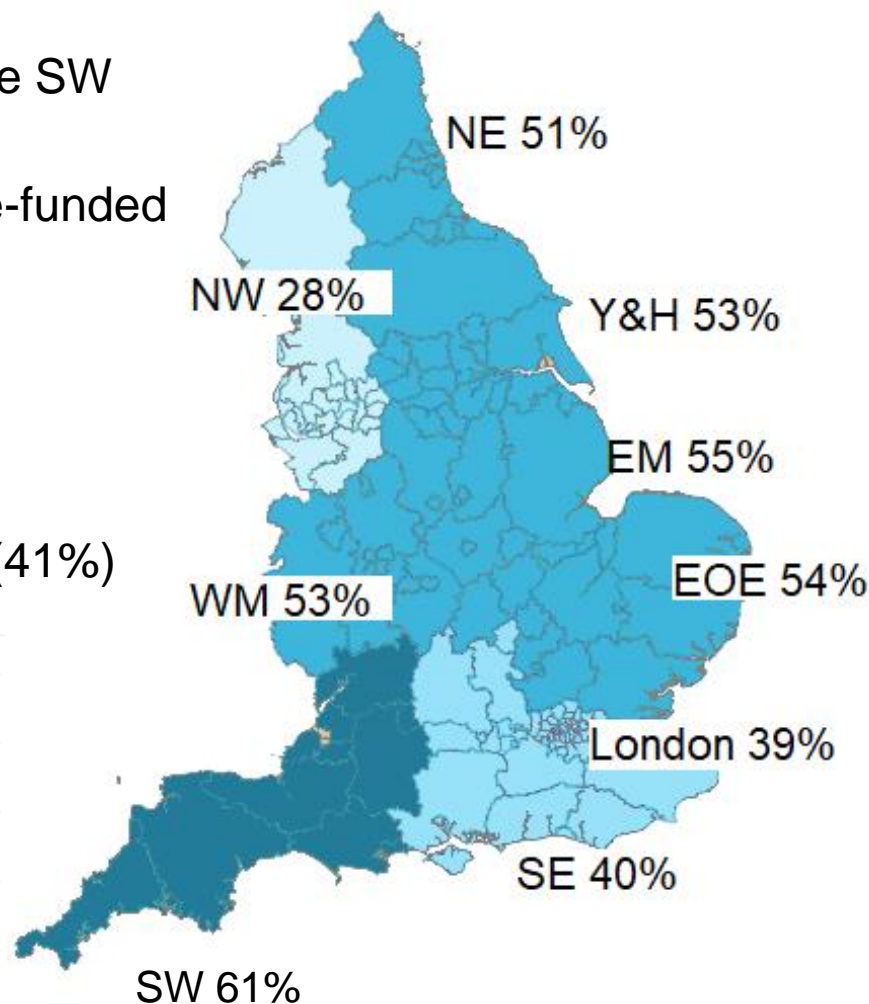 e SW
NE 51%
e-funded
NW 28%
Y&H 53%
EM 55%
(41%)
EOE 54%
WM 53%
London 39%
SE 40%
SW 61%